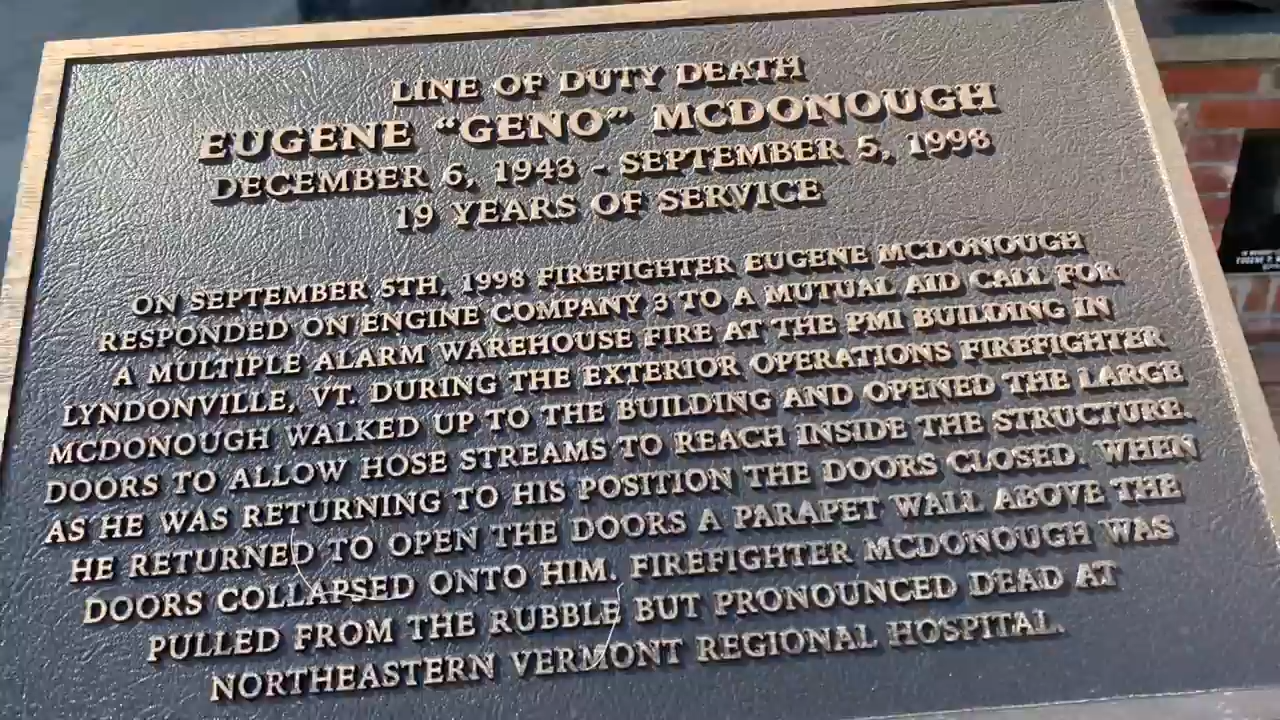 LINE OF DUTY DEATH
EUGENE “GENO” MCDONOUGH
DECEMBER 6, 1943 - SEPTEMBER 5, 1998
19 YEARS OF SERVICE
ON SEPTEMBER 5TH, 1998 FIREFIGHTER EUGENE MCDONOUGH
RESPONDED ON ENGINE COMPANY 3 TO A MUTUAL AID CALL FOR
A MULTIPLE ALARM WAREHOUSE FIRE AT THE PMI BUILDING IN
LYNDONVILLE, VT. DURING THE EXTERIOR OPERATIONS FIREFIGHTER
MCDONOUGH WALKED UP TO THE BUILDING AND OPENED THE LARGE
DOORS TO ALLOW HOSE STREAMS TO REACH INSIDE THE STRUCTURE.
AS HE WAS RETURNING TO HIS POSITION THE DOORS CLOSED. WHEN
HE RETURNED TO OPEN THE DOORS A PARAPET WALL ABOVE THE
DOORS COLLAPSED ONTO HIM. FIREFIGHTER MCDONOUGH WAS
PULLED FROM THE RUBBLE BUT PRONOUNCED DEAD AT
NORTHEASTERN VERMONT REGIONAL HOSPITAL.